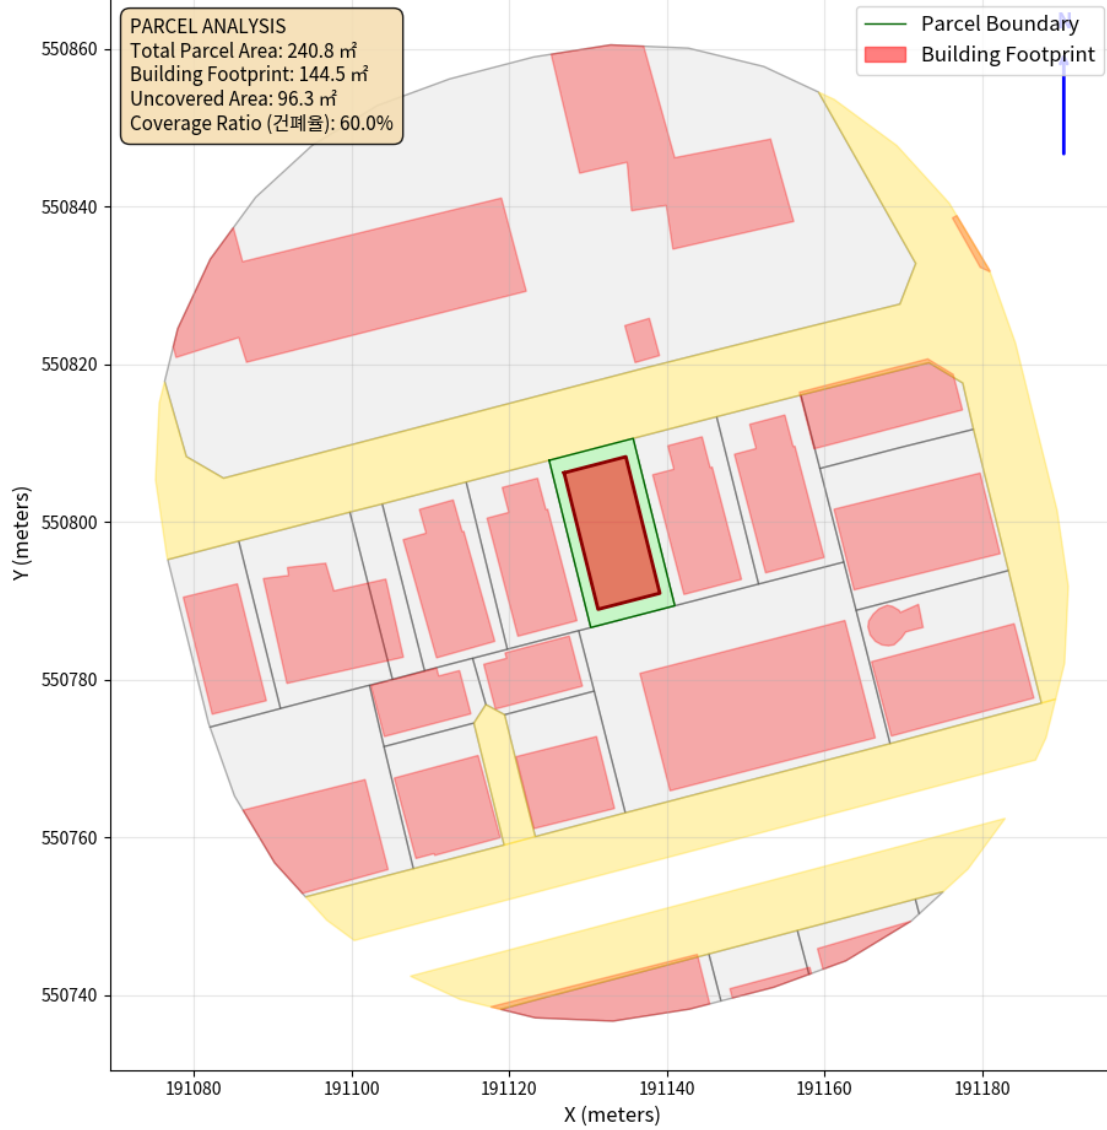 PARCEL ANALYSIS
Total Parcel Area: 240.8 ㎡
Building Footprint: 144.5 ㎡
Uncovered Area: 96.3 ㎡
Coverage Ratio (건폐율): 60.0%
Parcel Boundary
Building Footprint
N
550860
550840
550820
550800
550780
550760
550740
Y (meters)
191080
191100
191120
191140
191160
191180
X (meters)